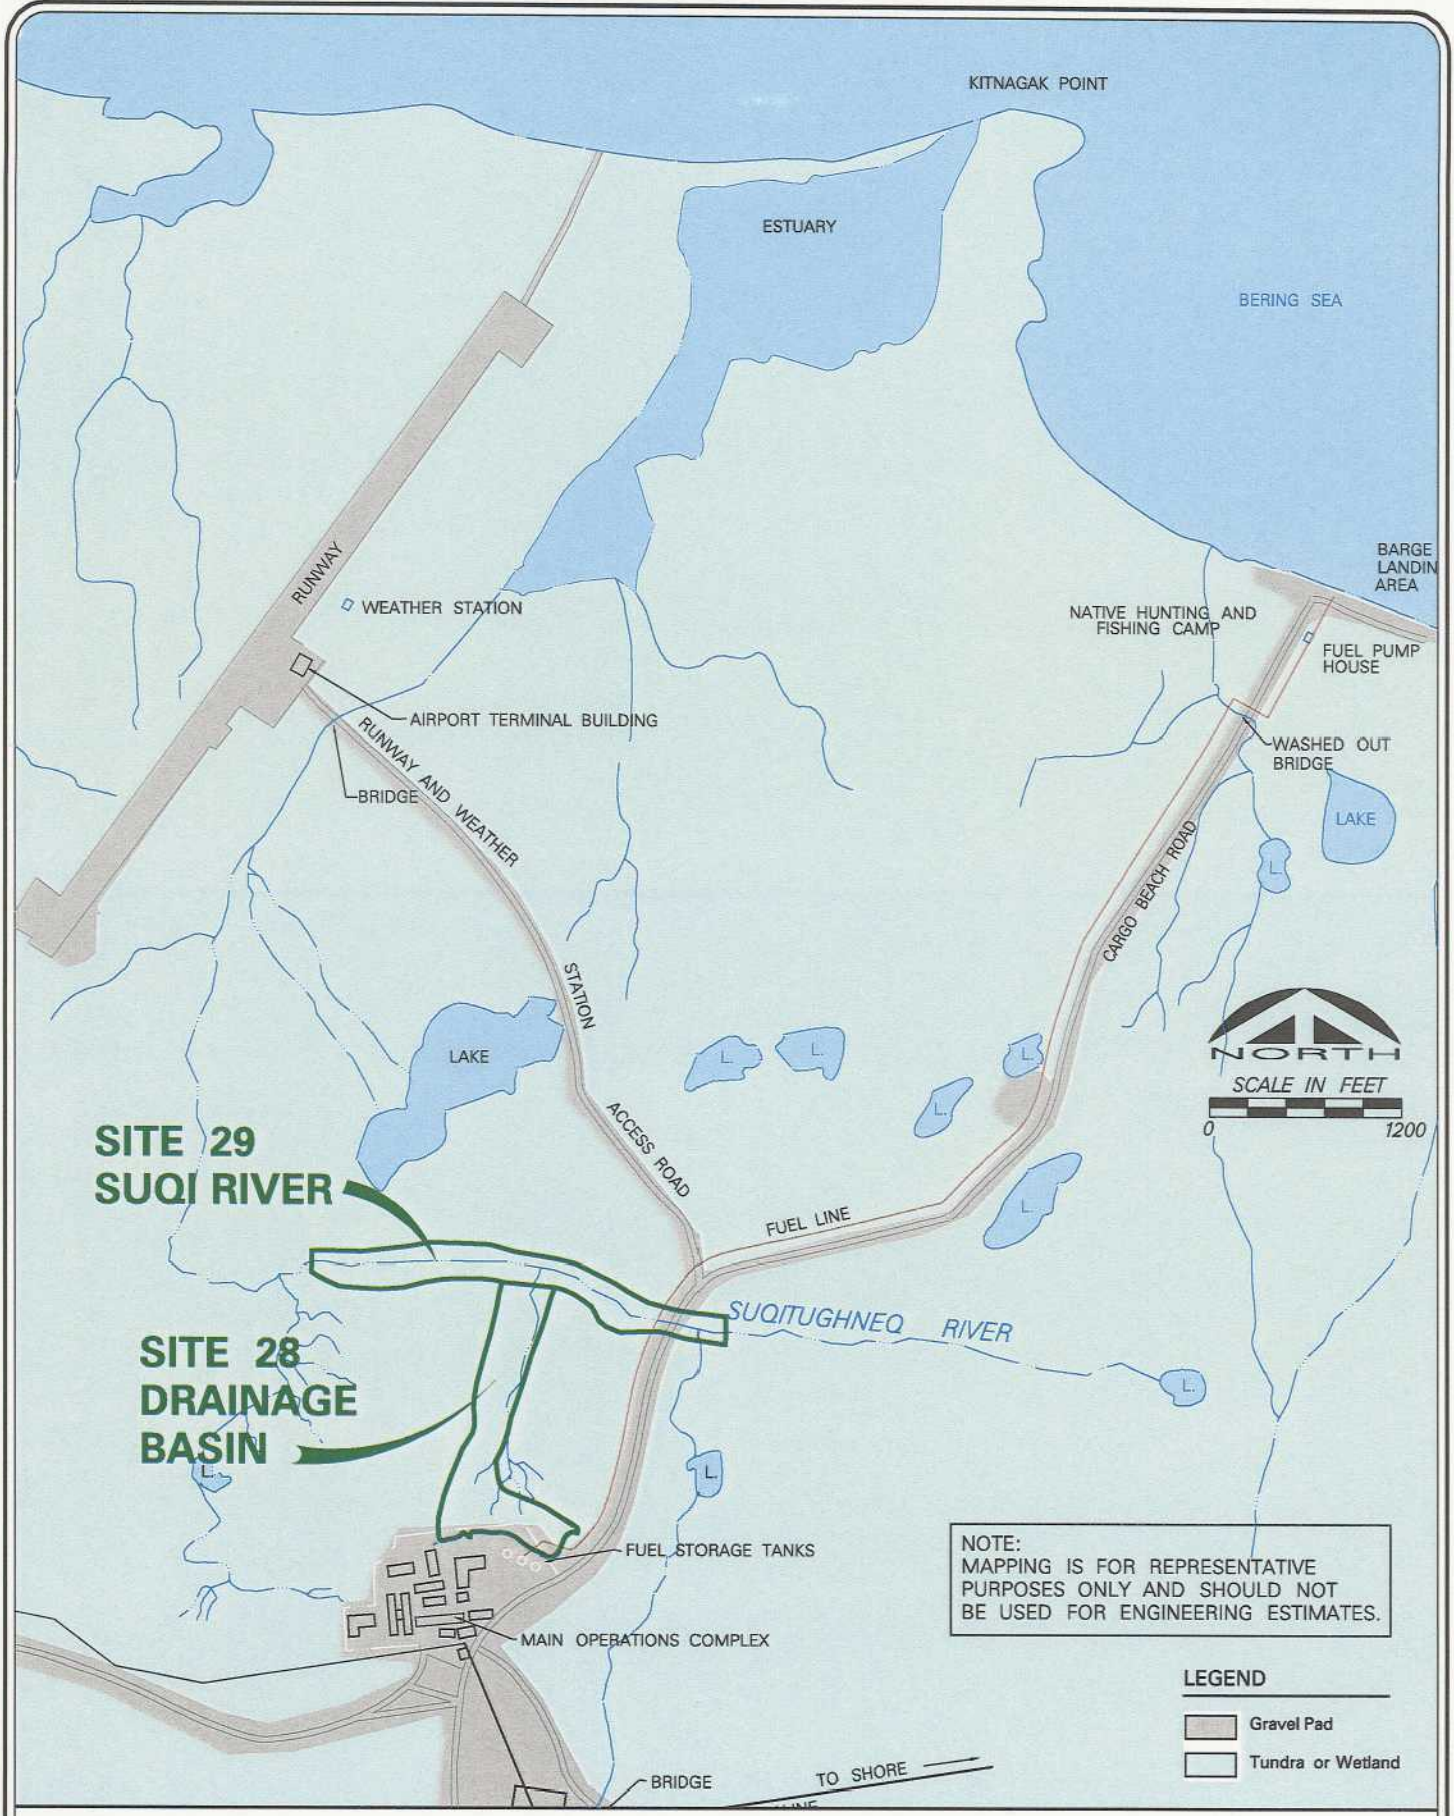 KITNAGAK POINT
ESTUARY
BERING SEA
RUNWAY
WEATHER STATION
BARGE
LANDIN
AREA
NATIVE HUNTING AND
FISHING CAMP
FUEL PUMP
HOUSE
AIRPORT TERMINAL BUILDING
RUNWAY AND WEATHER
STATION
ACCESS ROAD
BRIDGE
WASHED OUT
BRIDGE
LAKE
L.
CARGO BEACH ROAD
LAKE
L.
L.
L.
L.
L.
NORTH
SCALE IN FEET
0 1200
SITE 29
SUQI RIVER
FUEL LINE
SUQITUGHNEQ RIVER
SITE 28
DRAINAGE
BASIN
L.
L.
L.
FUEL STORAGE TANKS
MAIN OPERATIONS COMPLEX
NOTE:
MAPPING IS FOR REPRESENTATIVE
PURPOSES ONLY AND SHOULD NOT
BE USED FOR ENGINEERING ESTIMATES.
LEGEND
Gravel Pad
Tundra or Wetland
BRIDGE
TO SHORE